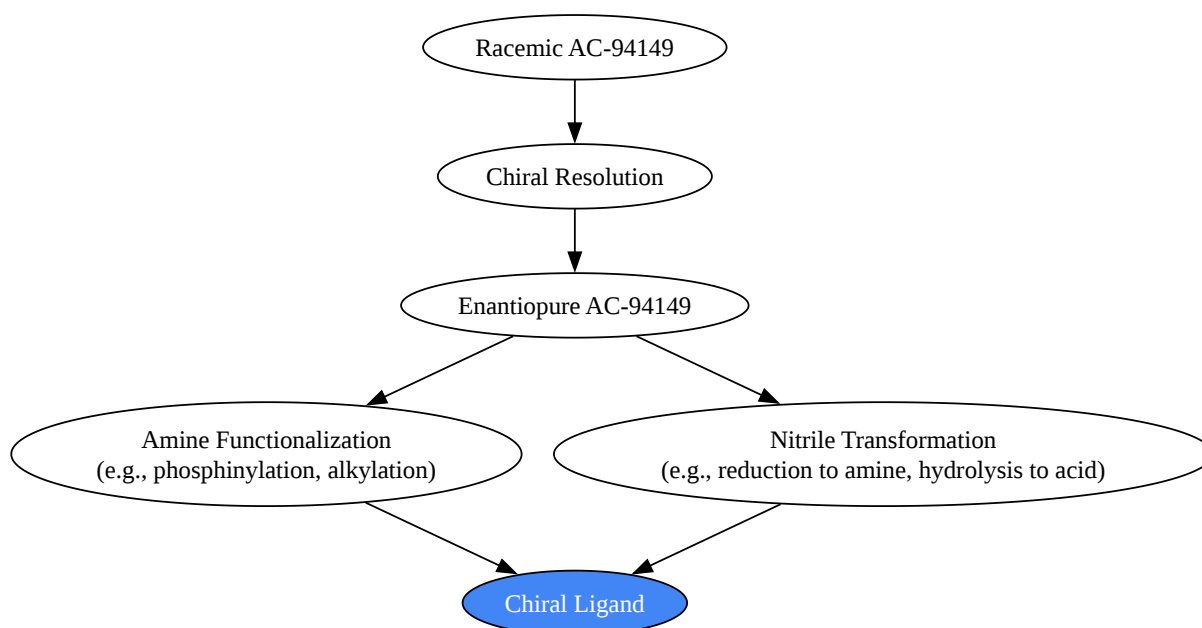 Racemic AC-94149
Chiral Resolution
Enantiopure AC-94149
Amine Functionalization
(e.g., phosphinylation, alkylation)
Nitrile Transformation
(e.g., reduction to amine, hydrolysis to acid)
Chiral Ligand